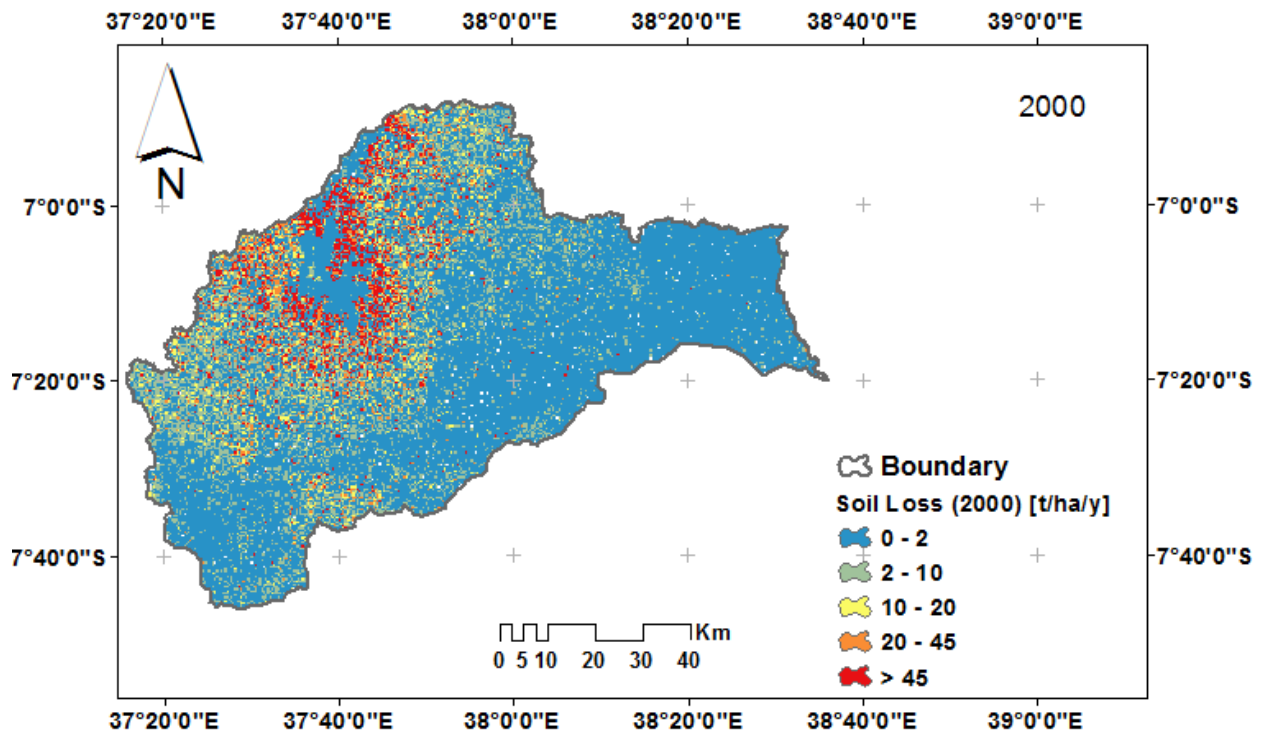 37°20'0"E 37°40'0"E 38°0'0"E 38°20'0"E 38°40'0"E 39°0'0"E
2000
N
7°0'0"S 7°0'0"S
7°20'0"S 7°20'0"S
Boundary
Soil Loss (2000) [t/ha/y]
0 - 2
7°40'0"S 7°40'0"S
2 - 10
10 - 20
Km
20 - 45
0 5 10 20 30 40
> 45
37°20'0"E 37°40'0"E 38°0'0"E 38°20'0"E 38°40'0"E 39°0'0"E